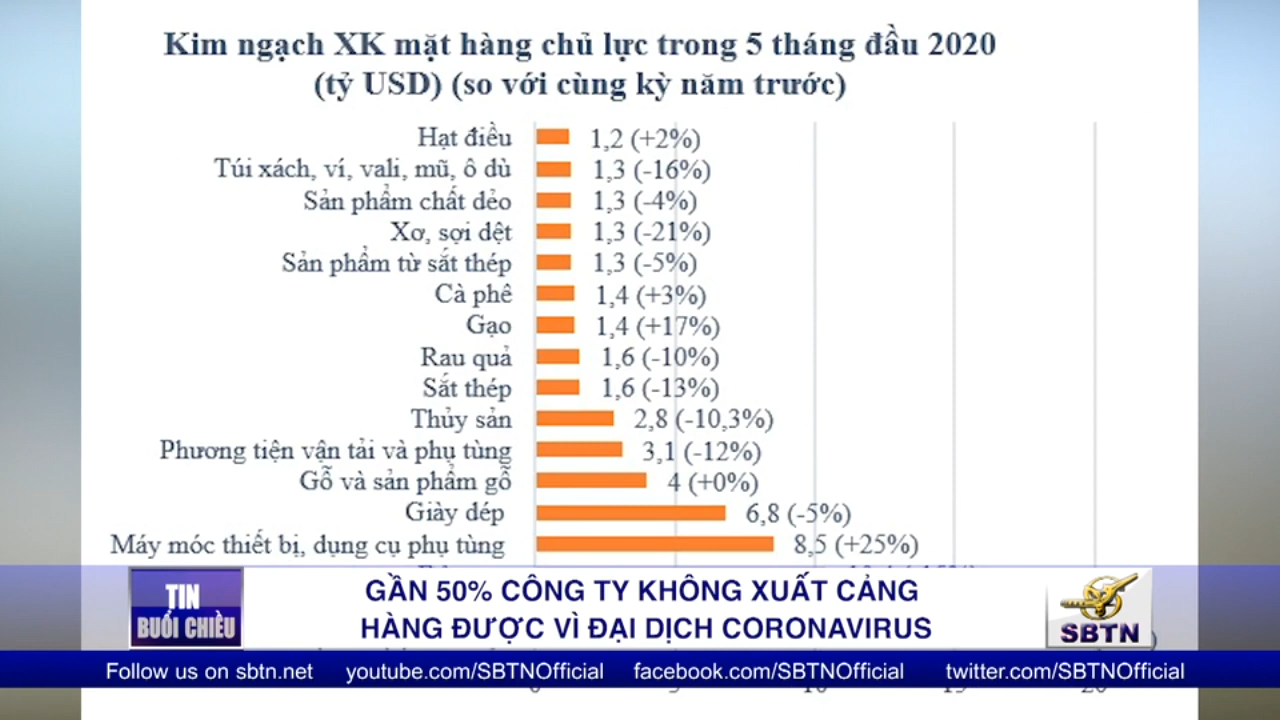 Kim ngạch XK mặt hàng chủ lực trong 5 tháng đầu 2020
(tỷ USD) (so với cùng kỳ năm trước)
Hạt điều 1,2 (+2%)
Túi xách, ví, vali, mũ, ô dù 1,3 (-16%)
Sản phẩm chất dẻo 1,3 (-4%)
Xơ, sợi dệt 1,3 (-21%)
Sản phẩm từ sắt thép 1,3 (-5%)
Cà phê 1,4 (+3%)
Gạo 1,4 (+17%)
Rau quả 1,6 (-10%)
Sắt thép 1,6 (-13%)
Thủy sản 2,8 (-10,3%)
Phương tiện vận tải và phụ tùng 3,1 (-12%)
Gỗ và sản phẩm gỗ 4 (+0%)
Giày dép 6,8 (-5%)
Máy móc thiết bị, dụng cụ phụ tùng 8,5 (+25%)
TIN
BUỔI CHIỀU
GẦN 50% CÔNG TY KHÔNG XUẤT CẢNG
HÀNG ĐƯỢC VÌ ĐẠI DỊCH CORONAVIRUS
SBTN
Follow us on sbtn.net youtube.com/SBTNOfficial facebook.com/SBTNOfficial twitter.com/SBTNOfficial